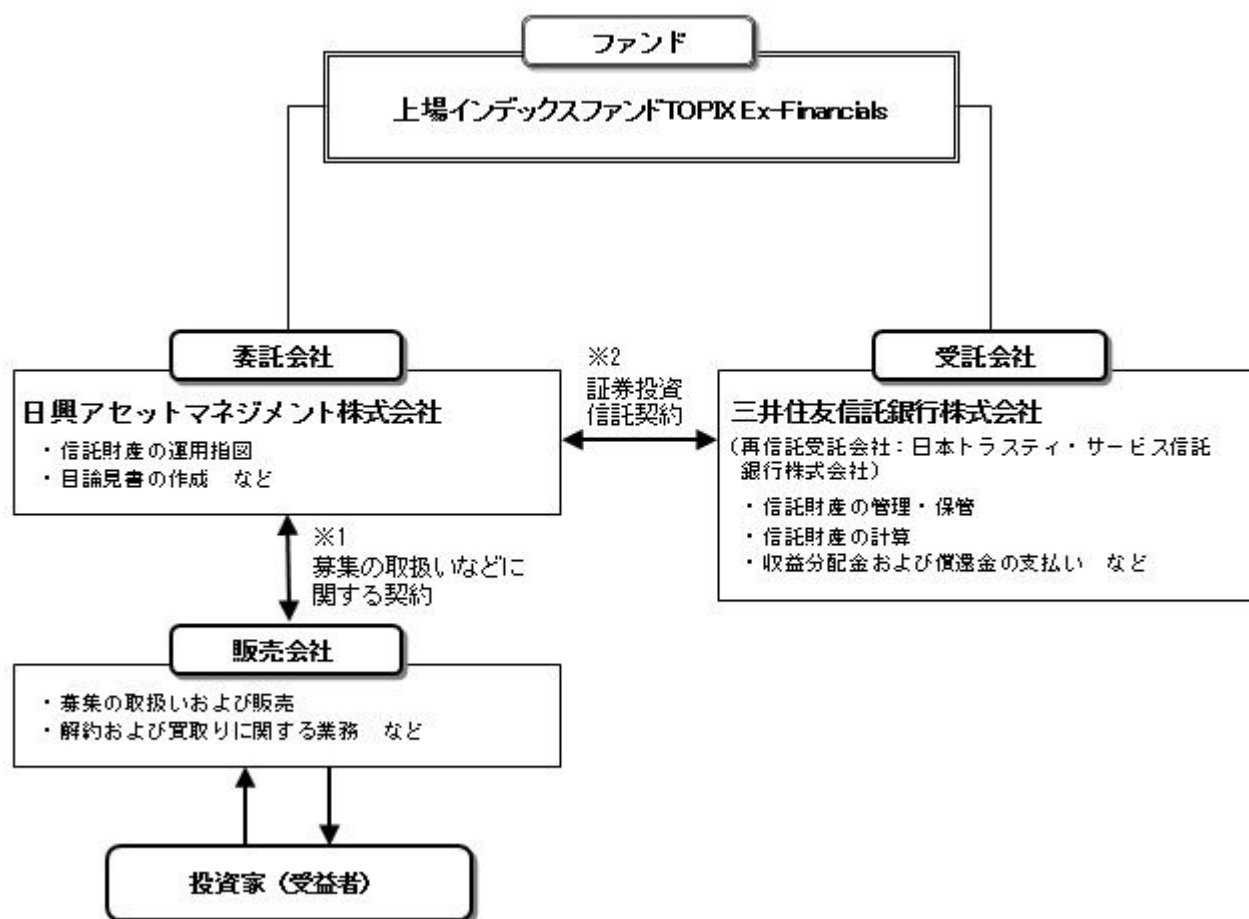 ファンド
上場インデックスファンドTOPIX Ex-Financials
委託会社
日興アセットマネジメント株式会社
・信託財産の運用指図
・目論見書の作成　など
※2
証券投資
信託契約
受託会社
三井住友信託銀行株式会社
(再信託受託会社：日本トラスティ・サービス信託
銀行株式会社)
・信託財産の管理・保管
・信託財産の計算
・収益分配金および償還金の支払い　など
※1
募集の取扱いなどに
関する契約
販売会社
・募集の取扱いおよび販売
・解約および買取りに関する業務　など
投資家（受益者）